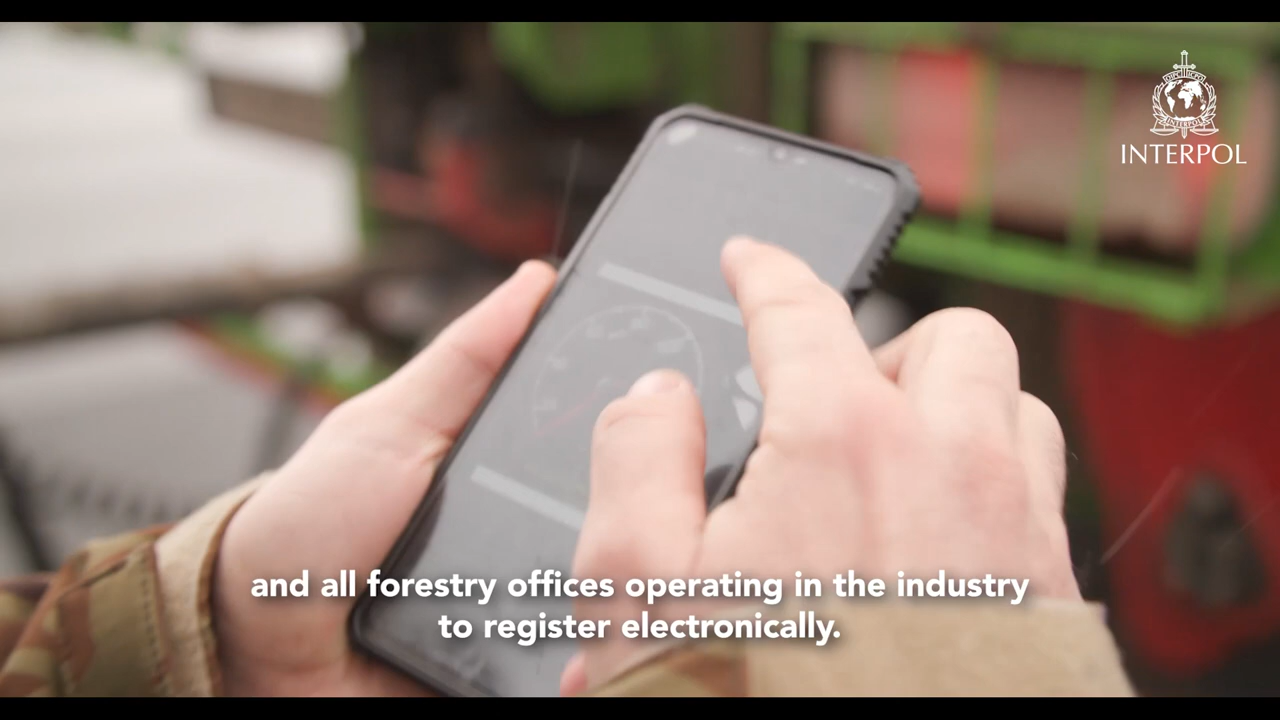 INTERPOL
and all forestry offices operating in the industry
to register electronically.